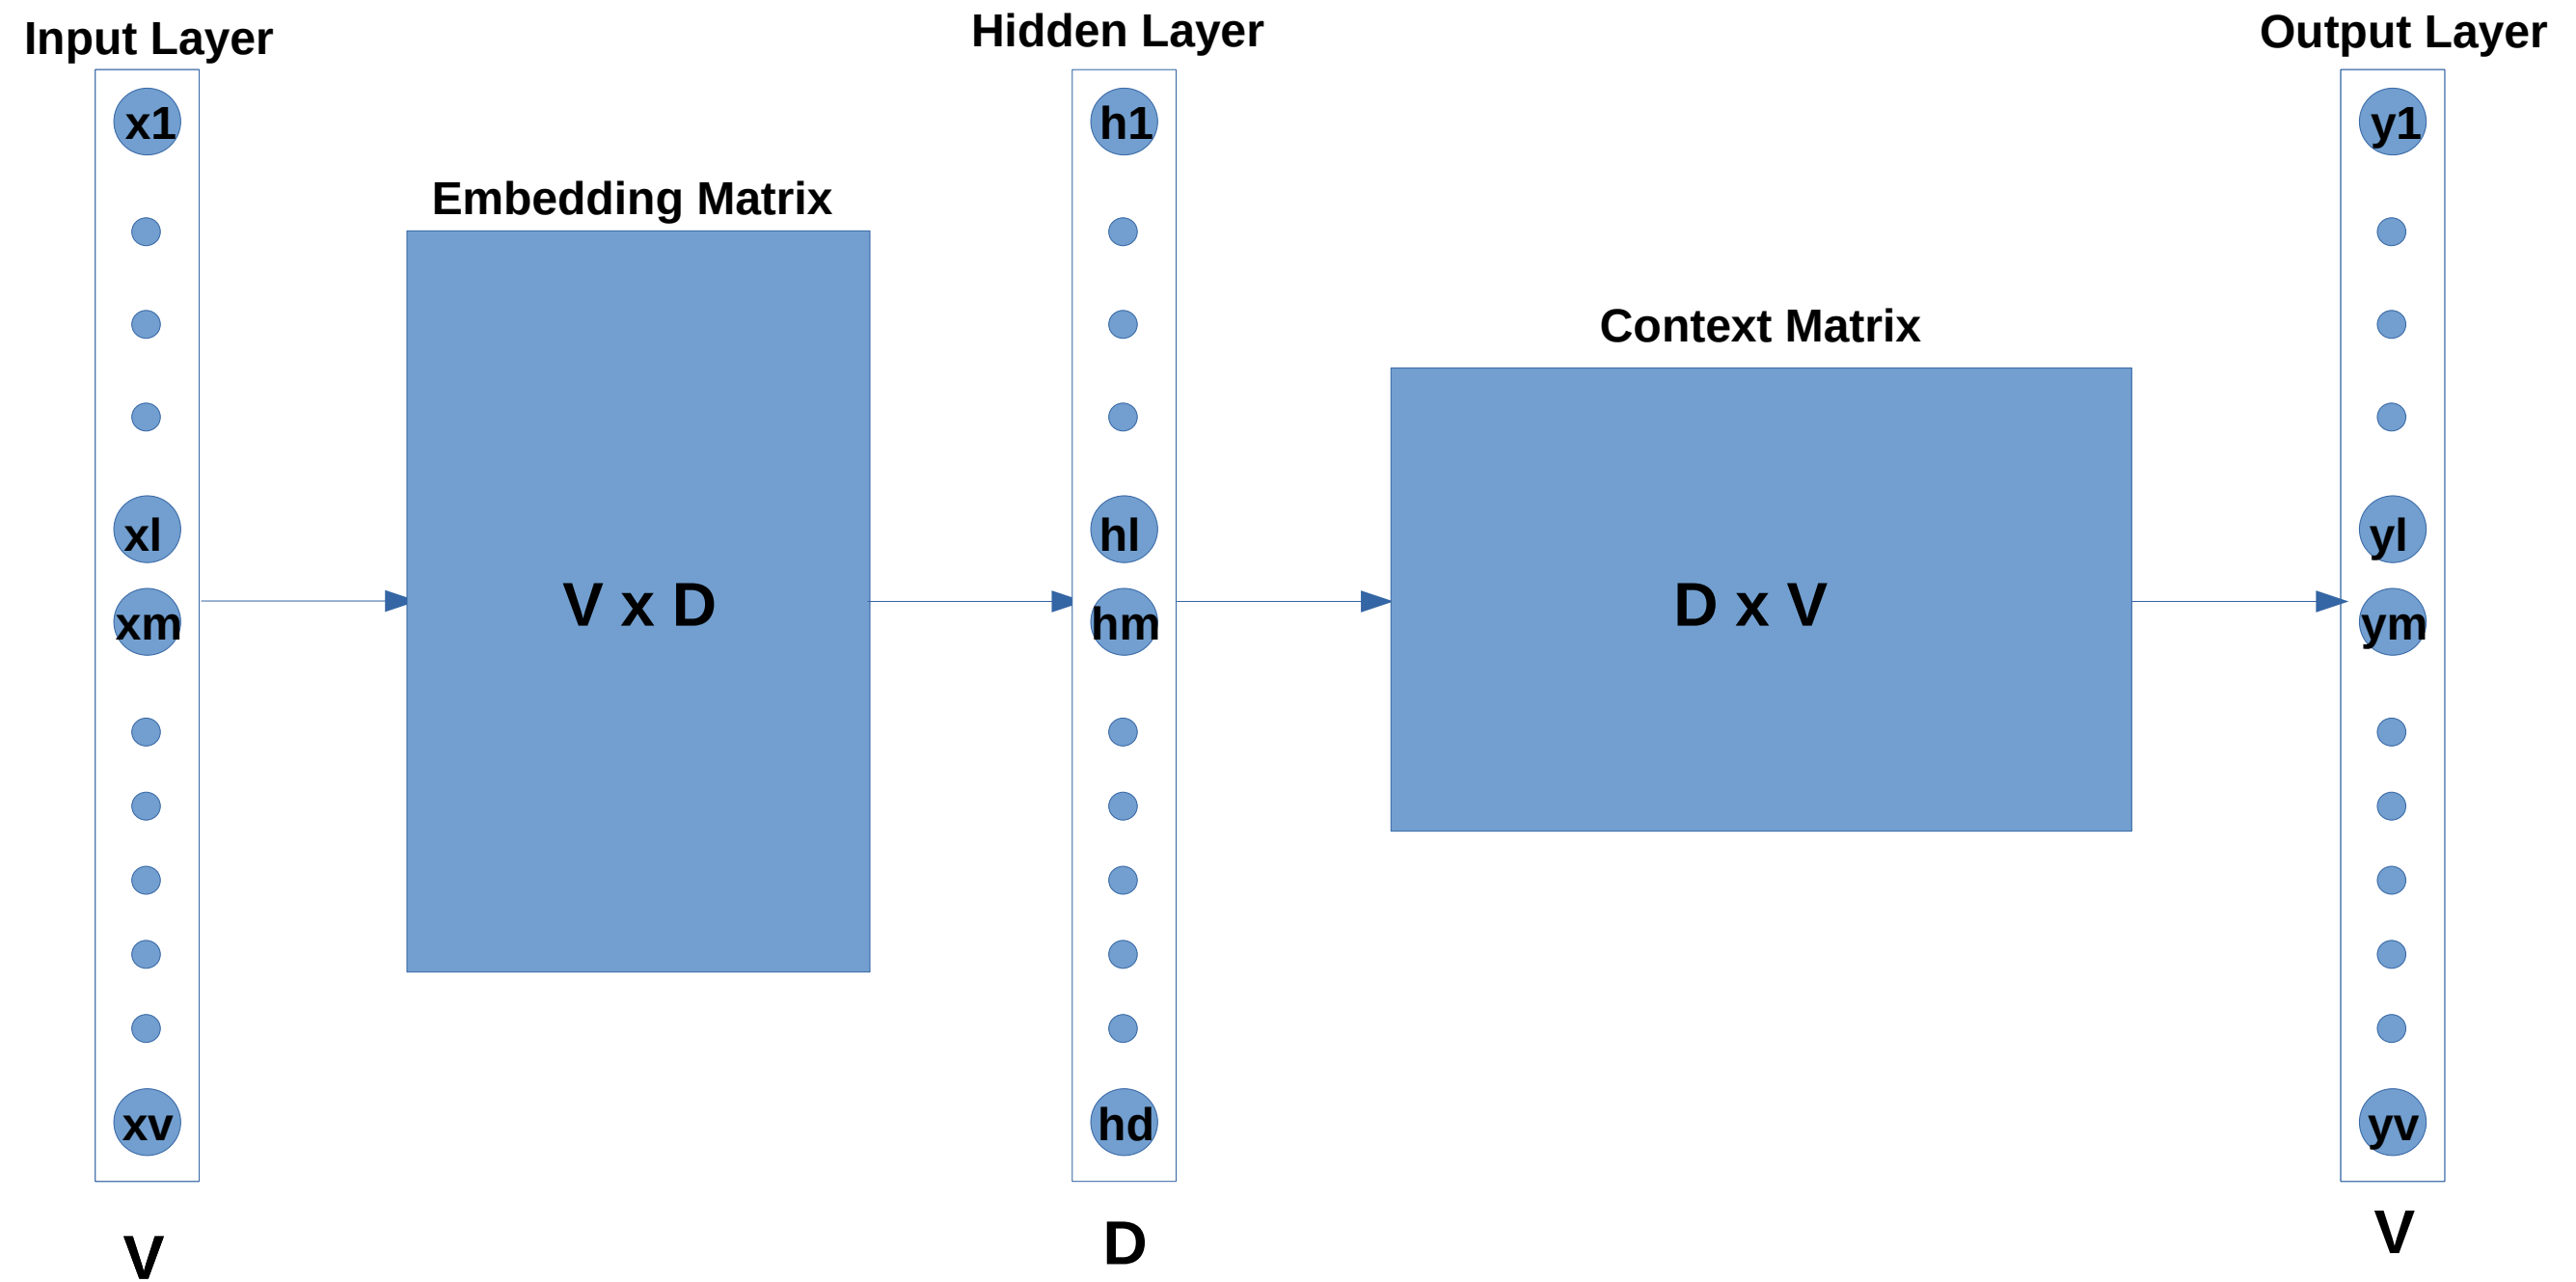 Input Layer
Hidden Layer
Output Layer
x1
h1
y1
Embedding Matrix
Context Matrix
xl
hl
yl
xm
V x D
hm
D x V
ym
xv
hd
yv
V
D
V